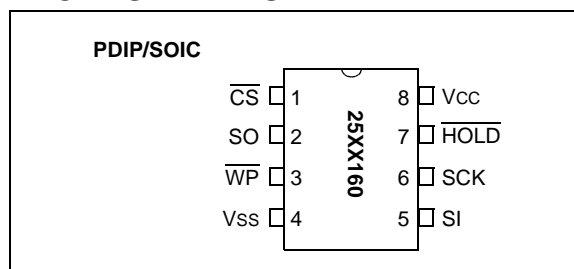 PDIP/SOIC
CS 1 8 Vcc
SO 2 7 HOLD
WP 3 6 SCK
Vss 4 5 SI
25XX160